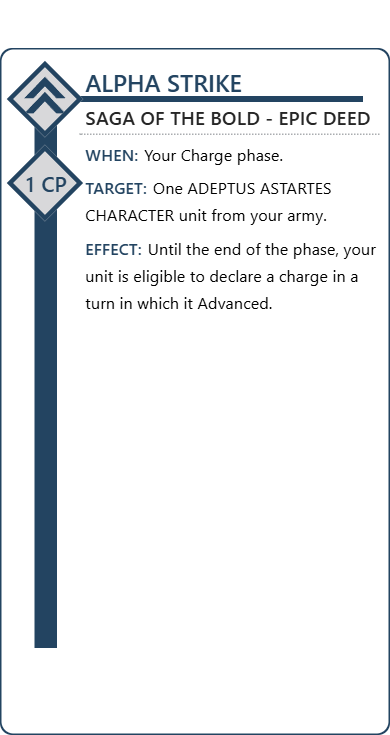 ALPHA STRIKE
SAGA OF THE BOLD - EPIC DEED
WHEN: Your Charge phase.
1 CP
TARGET: One ADEPTUS ASTARTES
CHARACTER unit from your army.
EFFECT: Until the end of the phase, your
unit is eligible to declare a charge in a
turn in which it Advanced.